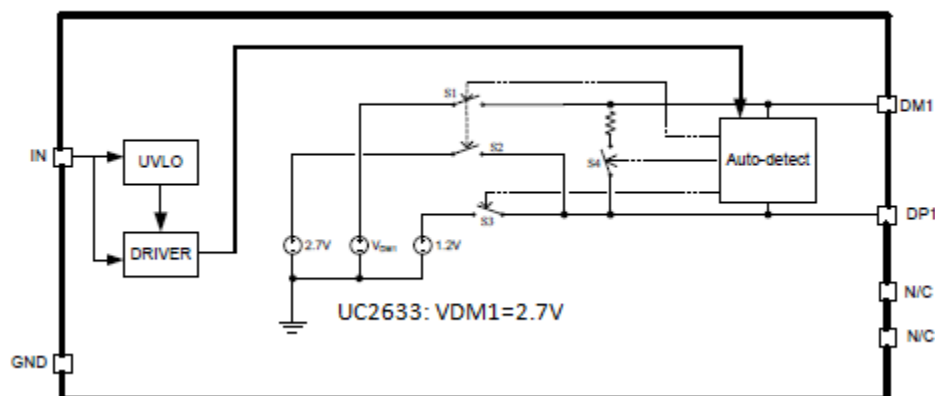 S1
DM1
IN
UVLO
S2
S4
Auto-detect
S3
DP1
DRIVER
2.7V
VDM1
1.2V
N/C
UC2633: VDM1=2.7V
N/C
GND